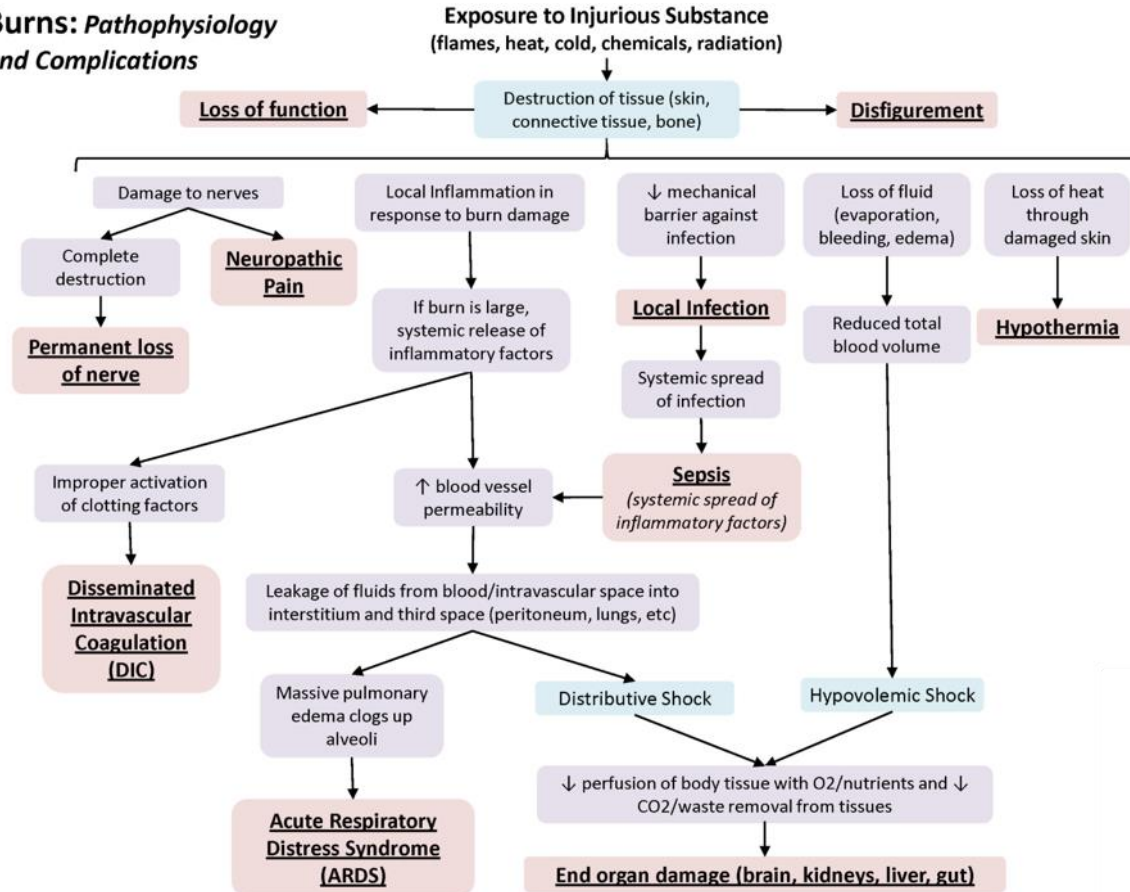 Burns: Pathophysiology
and Complications
Exposure to Injurious Substance
(flames, heat, cold, chemicals, radiation)
Loss of function
Destruction of tissue (skin,
connective tissue, bone)
Disfigurement
Damage to nerves
Complete
destruction
Neuropathic
Pain
Permanent loss
of nerve
Local Inflammation in
response to burn damage
If burn is large,
systemic release of
inflammatory factors
↓ mechanical
barrier against
infection
Local Infection
Systemic spread
of infection
Sepsis
(systemic spread of
inflammatory factors)
Loss of fluid
(evaporation,
bleeding, edema)
Reduced total
blood volume
Loss of heat
through
damaged skin
Hypothermia
Improper activation
of clotting factors
Disseminated
Intravascular
Coagulation
(DIC)
↑ blood vessel
permeability
Leakage of fluids from blood/intravascular space into
interstitium and third space (peritoneum, lungs, etc)
Massive pulmonary
edema clogs up
alveoli
Acute Respiratory
Distress Syndrome
(ARDS)
Distributive Shock
Hypovolemic Shock
↓ perfusion of body tissue with O2/nutrients and ↓
CO2/waste removal from tissues
End organ damage (brain, kidneys, liver, gut)